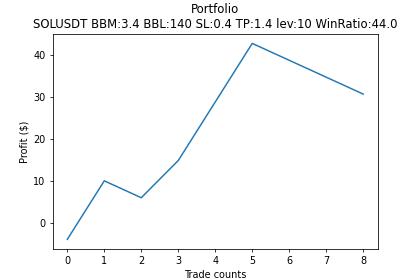 Portfolio
SOLUSDT BBM:3.4 BBL:140 SL:0.4 TP:1.4 lev:10 WinRatio:44.0
40
30
20
10
0
Profit ($)
0 1 2 3 4 5 6 7 8
Trade counts